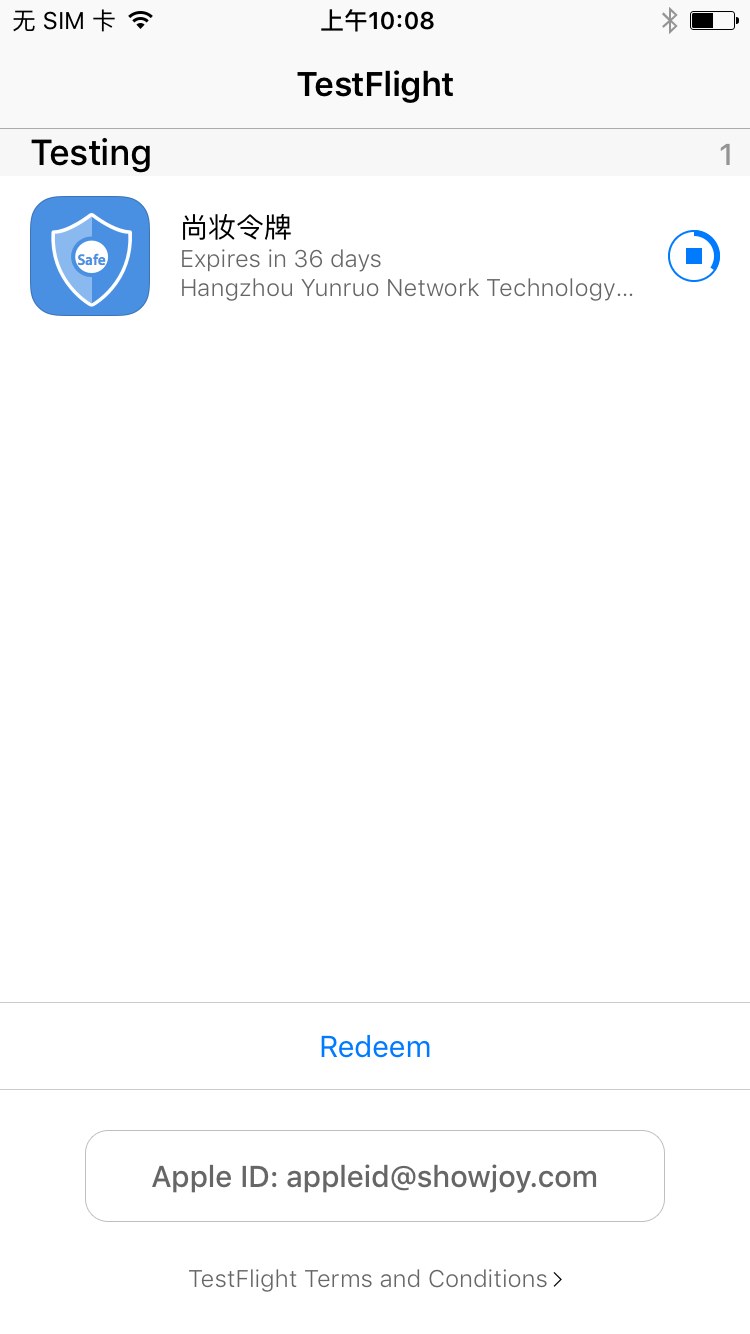 无 SIM 卡 上午10:08
TestFlight
Testing 1
Safe
尚妆令牌
Expires in 36 days
Hangzhou Yunruo Network Technology...
Redeem
Apple ID: appleid@showjoy.com
TestFlight Terms and Conditions